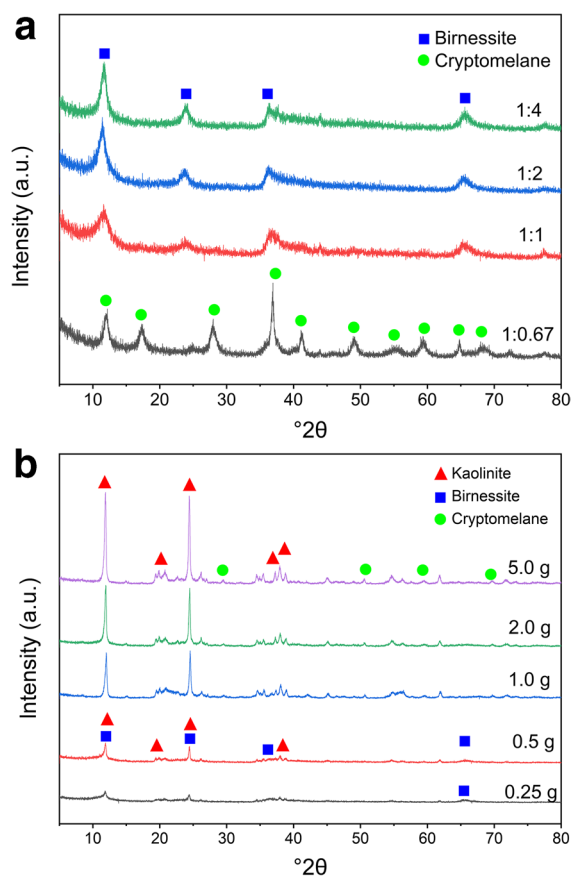 a
Birnessite
Cryptomelane
1:4
1:2
1:1
1:0.67
Intensity (a.u.)
10 20 30 40 50 60 70 80
°2θ
b
Kaolinite
Birnessite
Cryptomelane
5.0 g
2.0 g
1.0 g
0.5 g
0.25 g
Intensity (a.u.)
10 20 30 40 50 60 70 80
°2θ